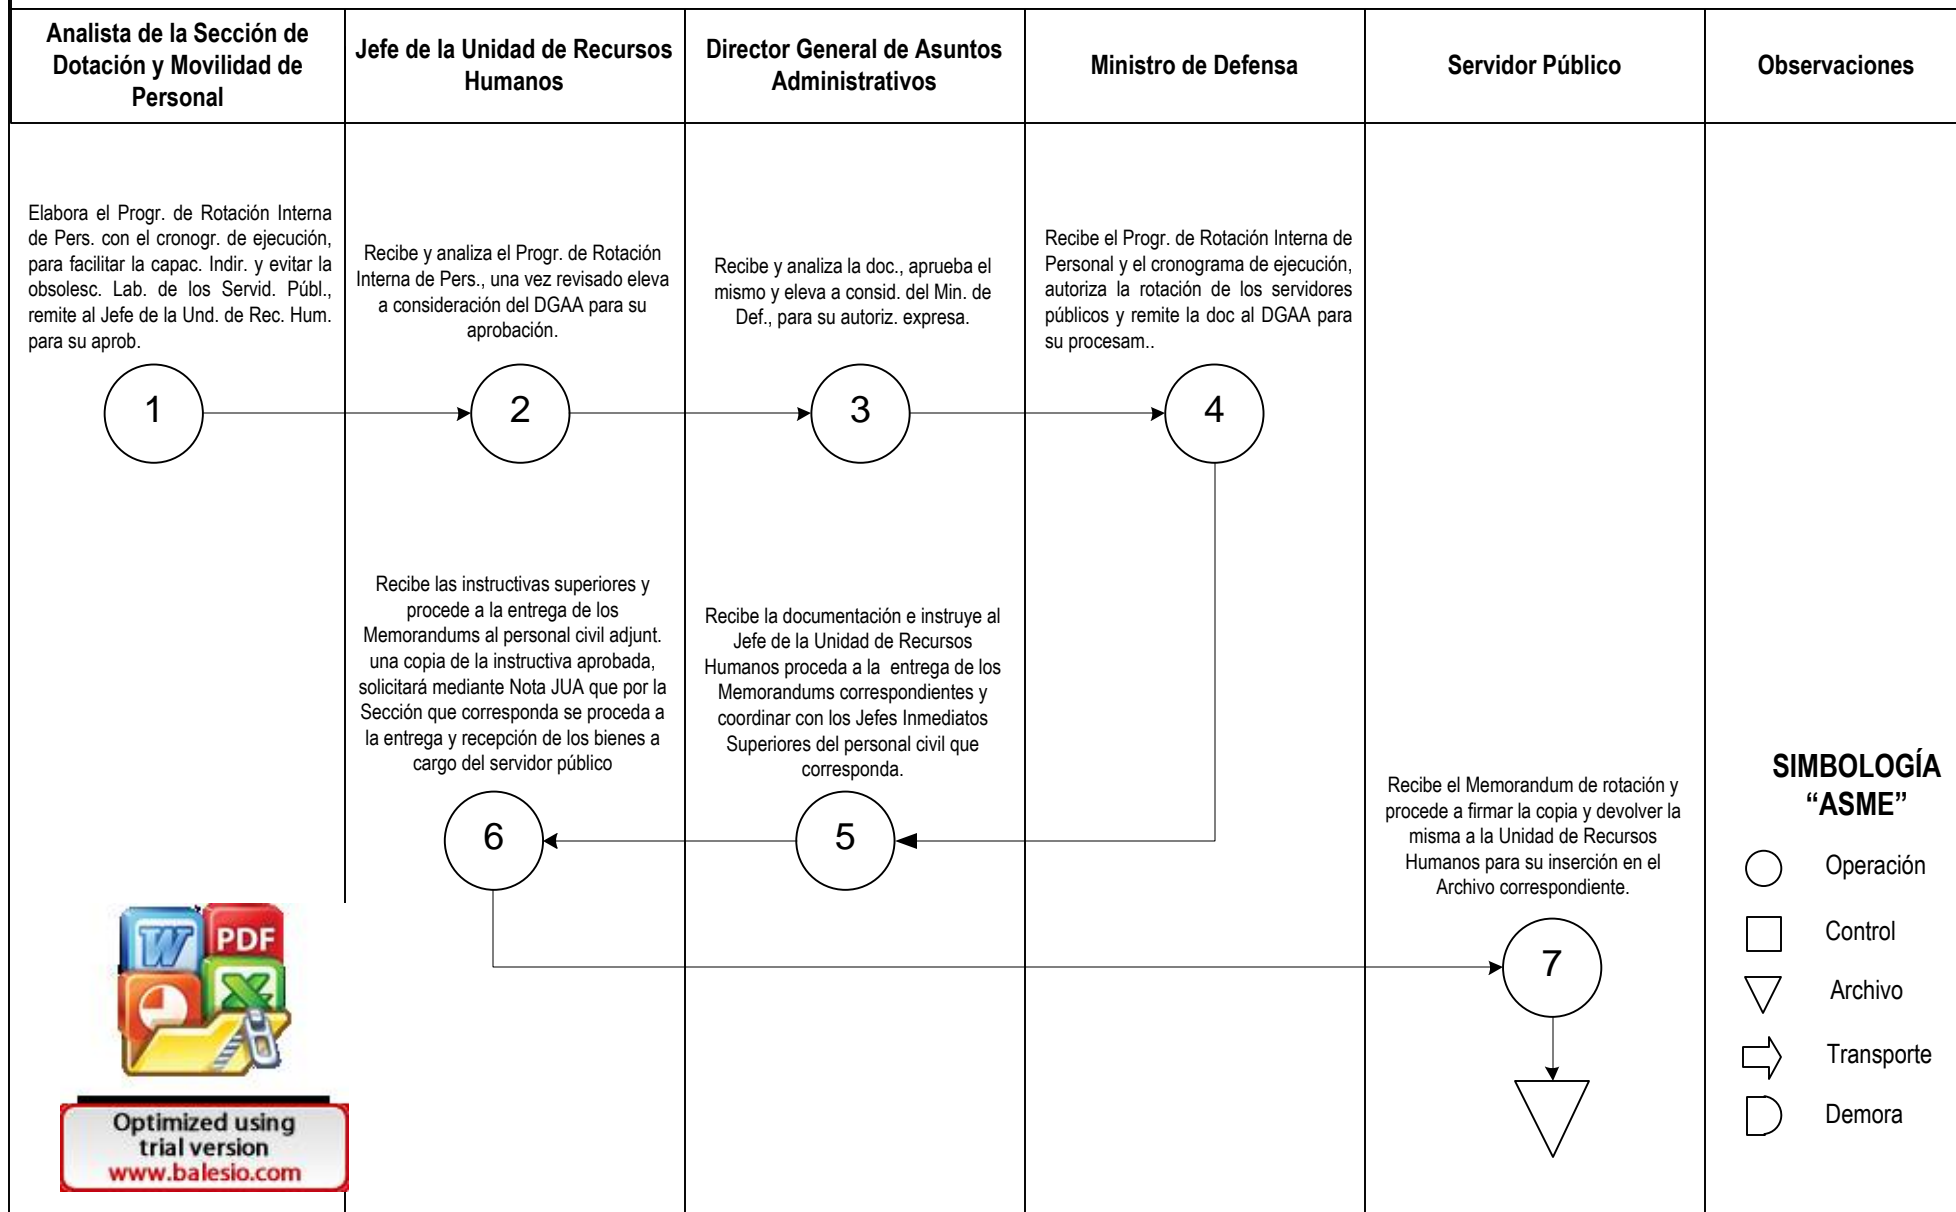 Analista de la Sección de
Dotación y Movilidad de
Personal
Jefe de la Unidad de Recursos
Humanos
Director General de Asuntos
Administrativos
Ministro de Defensa
Servidor Público
Observaciones
Elabora el Progr. de Rotación Interna
de Pers. con el cronogr. de ejecución,
para facilitar la capac. Indir. y evitar la
obsolesc. Lab. de los Servid. Públ.,
remite al Jefe de la Und. de Rec. Hum.
para su aprob.
Recibe y analiza el Progr. de Rotación
Interna de Pers., una vez revisado eleva
a consideración del DGAA para su
aprobación.
Recibe y analiza la doc., aprueba el
mismo y eleva a consid. del Min. de
Def., para su autoriz. expresa.
Recibe el Progr. de Rotación Interna de
Personal y el cronograma de ejecución,
autoriza la rotación de los servidores
públicos y remite la doc al DGAA para
su procesam..
1
2
3
4
Recibe las instructivas superiores y
procede a la entrega de los
Memorandums al personal civil adjunt.
una copia de la instructiva aprobada,
solicitará mediante Nota JUA que por la
Sección que corresponda se proceda a
la entrega y recepción de los bienes a
cargo del servidor público
Recibe la documentación e instruye al
Jefe de la Unidad de Recursos
Humanos proceda a la entrega de los
Memorandums correspondientes y
coordinar con los Jefes Inmediatos
Superiores del personal civil que
corresponda.
Recibe el Memorandum de rotación y
procede a firmar la copia y devolver la
misma a la Unidad de Recursos
Humanos para su inserción en el
Archivo correspondiente.
6
5
7
SIMBOLOGÍA
“ASME”
Operación
Control
Archivo
Transporte
Demora
W
PDF
X
Optimized using
trial version
www.balesio.com